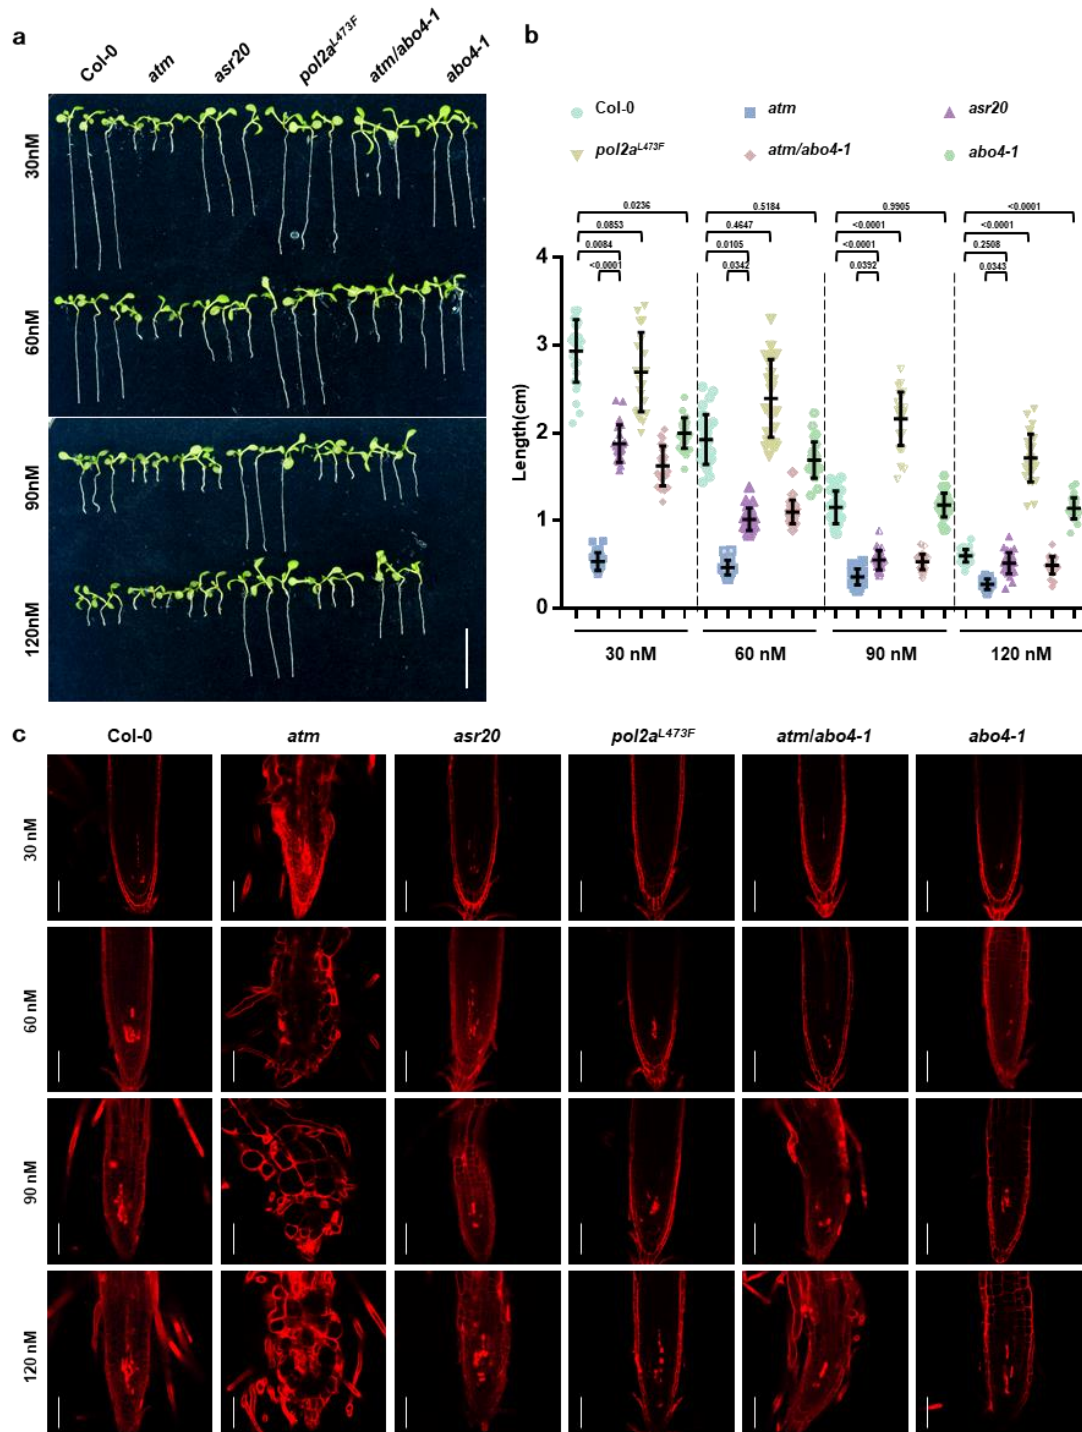 a
Col-0 atm asr20 pol2aL473F atm/abo4-1 abo4-1
30nM
60nM
90nM
120nM
b
Col-0 atm asr20
pol2aL473F atm/abo4-1 abo4-1
0.0236 0.5184 0.9905 <0.0001
0.0853 0.4647 <0.0001 <0.0001
0.0084 0.0105 <0.0001 0.2508
<0.0001 0.0342 0.0392 0.0343
Length(cm)
4
3
2
1
0
30 nM 60 nM 90 nM 120 nM
c
Col-0 atm asr20 pol2aL473F atm/abo4-1 abo4-1
30 nM
60 nM
90 nM
120 nM